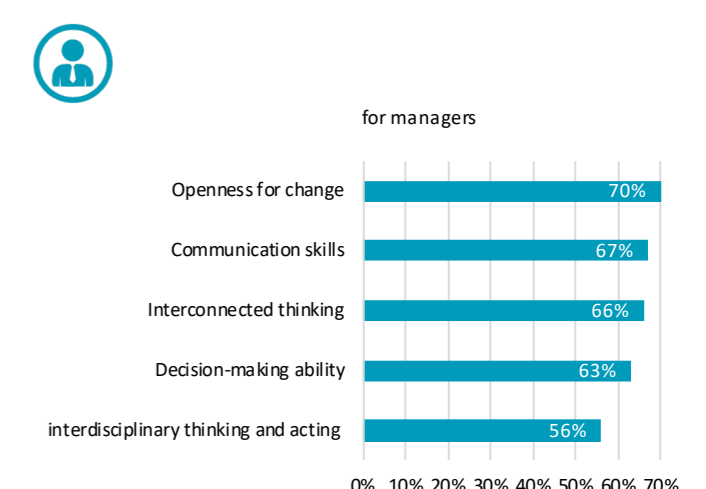 for managers
Openness for change 70%
Communication skills 67%
Interconnected thinking 66%
Decision-making ability 63%
interdisciplinary thinking and acting 56%
0% 10% 20% 30% 40% 50% 60% 70%